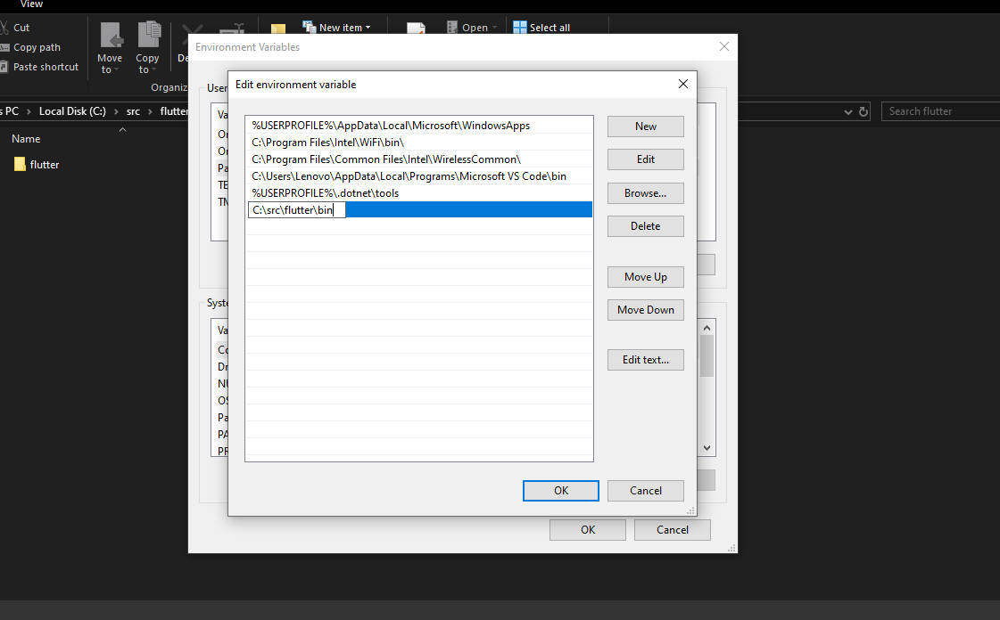 View
Cut
Copy path
Paste shortcut
Move to
Copy to
De
New item
Open
Select all
Organiz
s PC > Local Disk (C:) > src > flutter
Search flutter
Name
flutter
Environment Variables
User
Va
On
On
Pa
TE
TM
Edit environment variable
%USERPROFILE%\AppData\Local\Microsoft\WindowsApps
C:\Program Files\Intel\WiFi\bin\
C:\Program Files\Common Files\Intel\WirelessCommon\
C:\Users\Lenovo\AppData\Local\Programs\Microsoft VS Code\bin
%USERPROFILE%\.dotnet\tools
C:\src\flutter\bin
New
Edit
Browse...
Delete
Move Up
Move Down
Edit text...
OK
Cancel
Syste
Va
Co
Dr
NU
OS
Pa
PA
PR
OK
Cancel